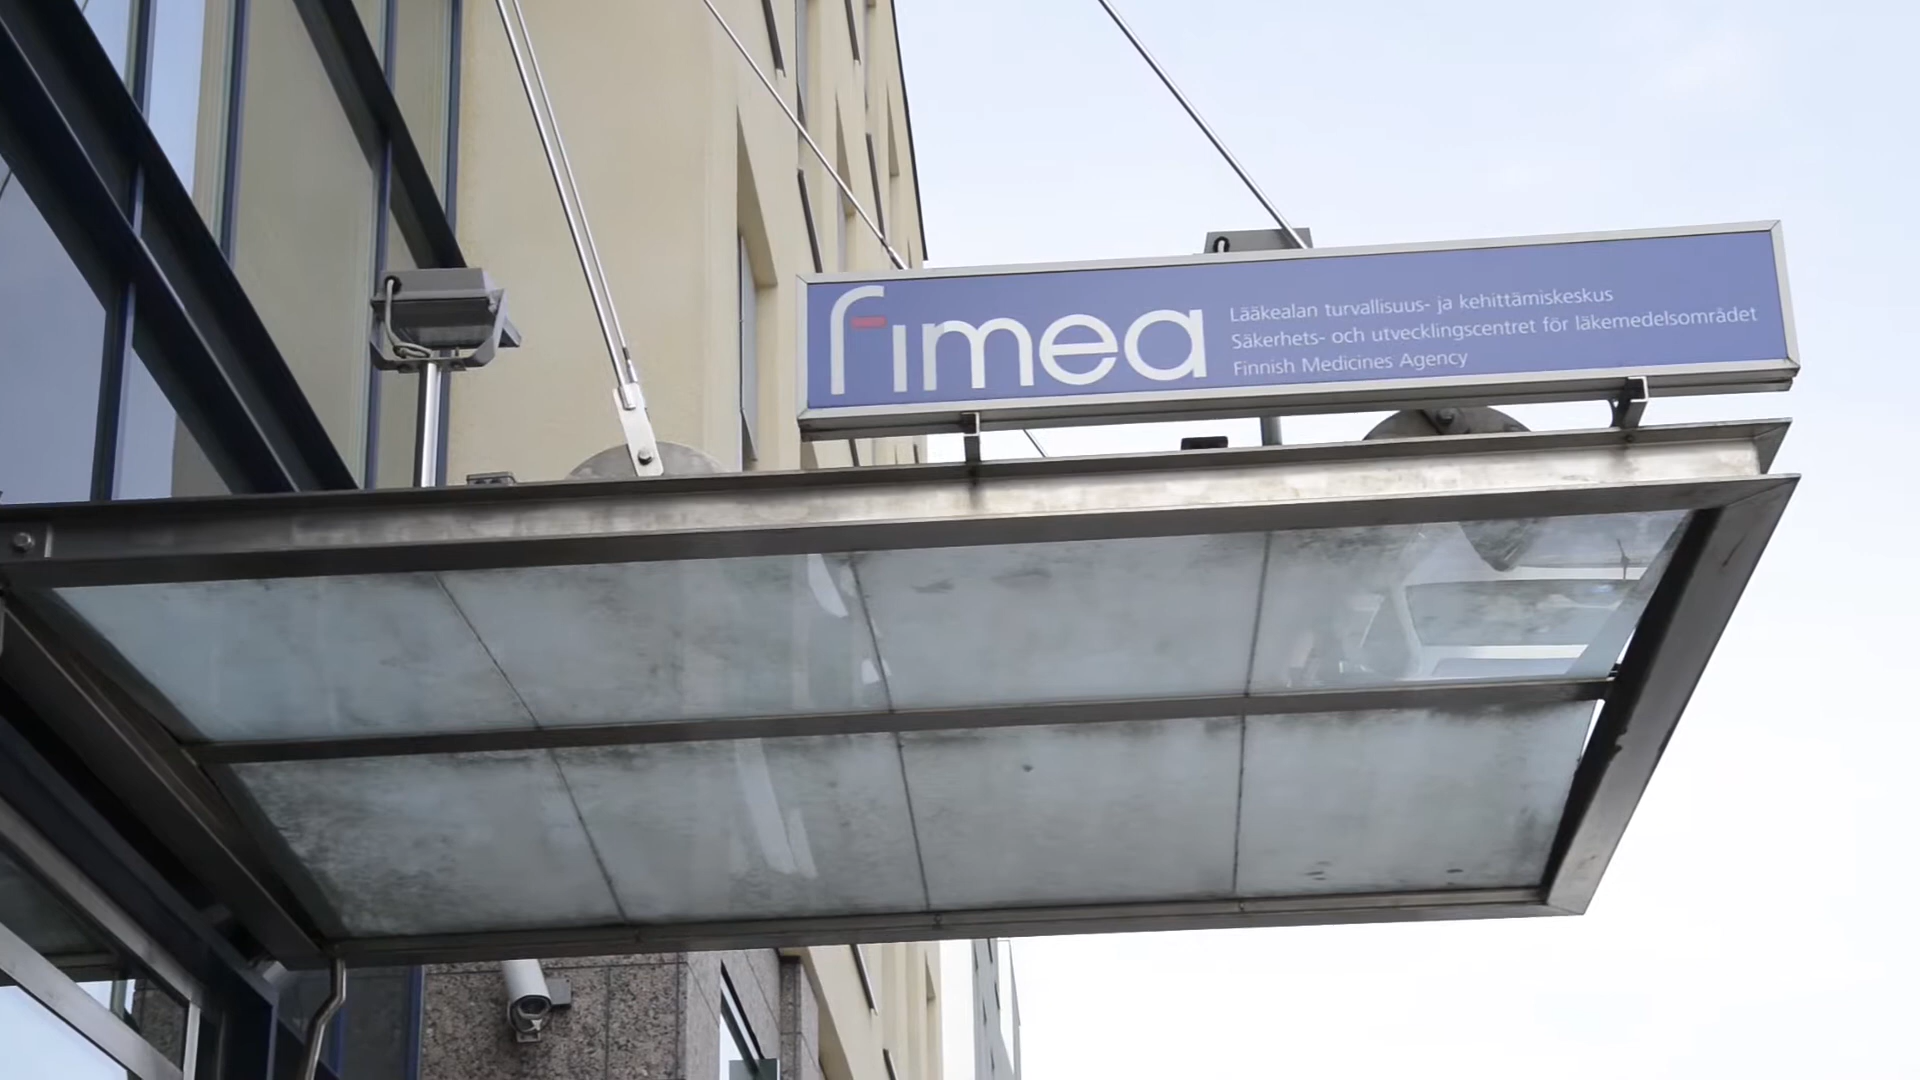 fimea
Lääkealan turvallisuus- ja kehittämiskeskus
Säkerhets- och utvecklingscentret för läkemedelsområdet
Finnish Medicines Agency